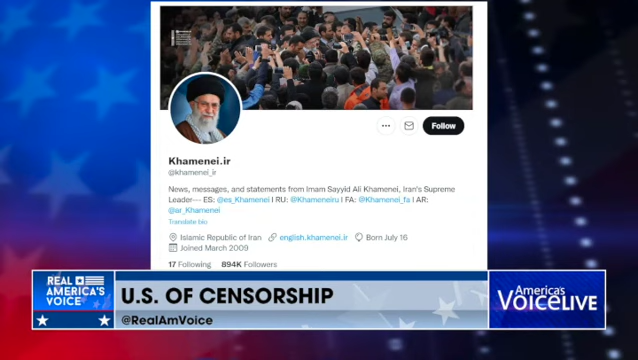 Follow
Khamenei.ir
@khamenei_ir
News, messages, and statements from Imam Sayyid Ali Khamenei, Iran's Supreme
Leader— ES: @es_Khamenei I RU: @Khameneiru I FA: @Khamenei_fa I AR:
@ar_Khamenei
Translate bio
Islamic Republic of Iran english.khamenei.ir Born July 16
Joined March 2009
17 Following 894K Followers
REAL
AMERICA'S
VOICE
U.S. OF CENSORSHIP
@RealAmVoice
America's
VOICELIVE